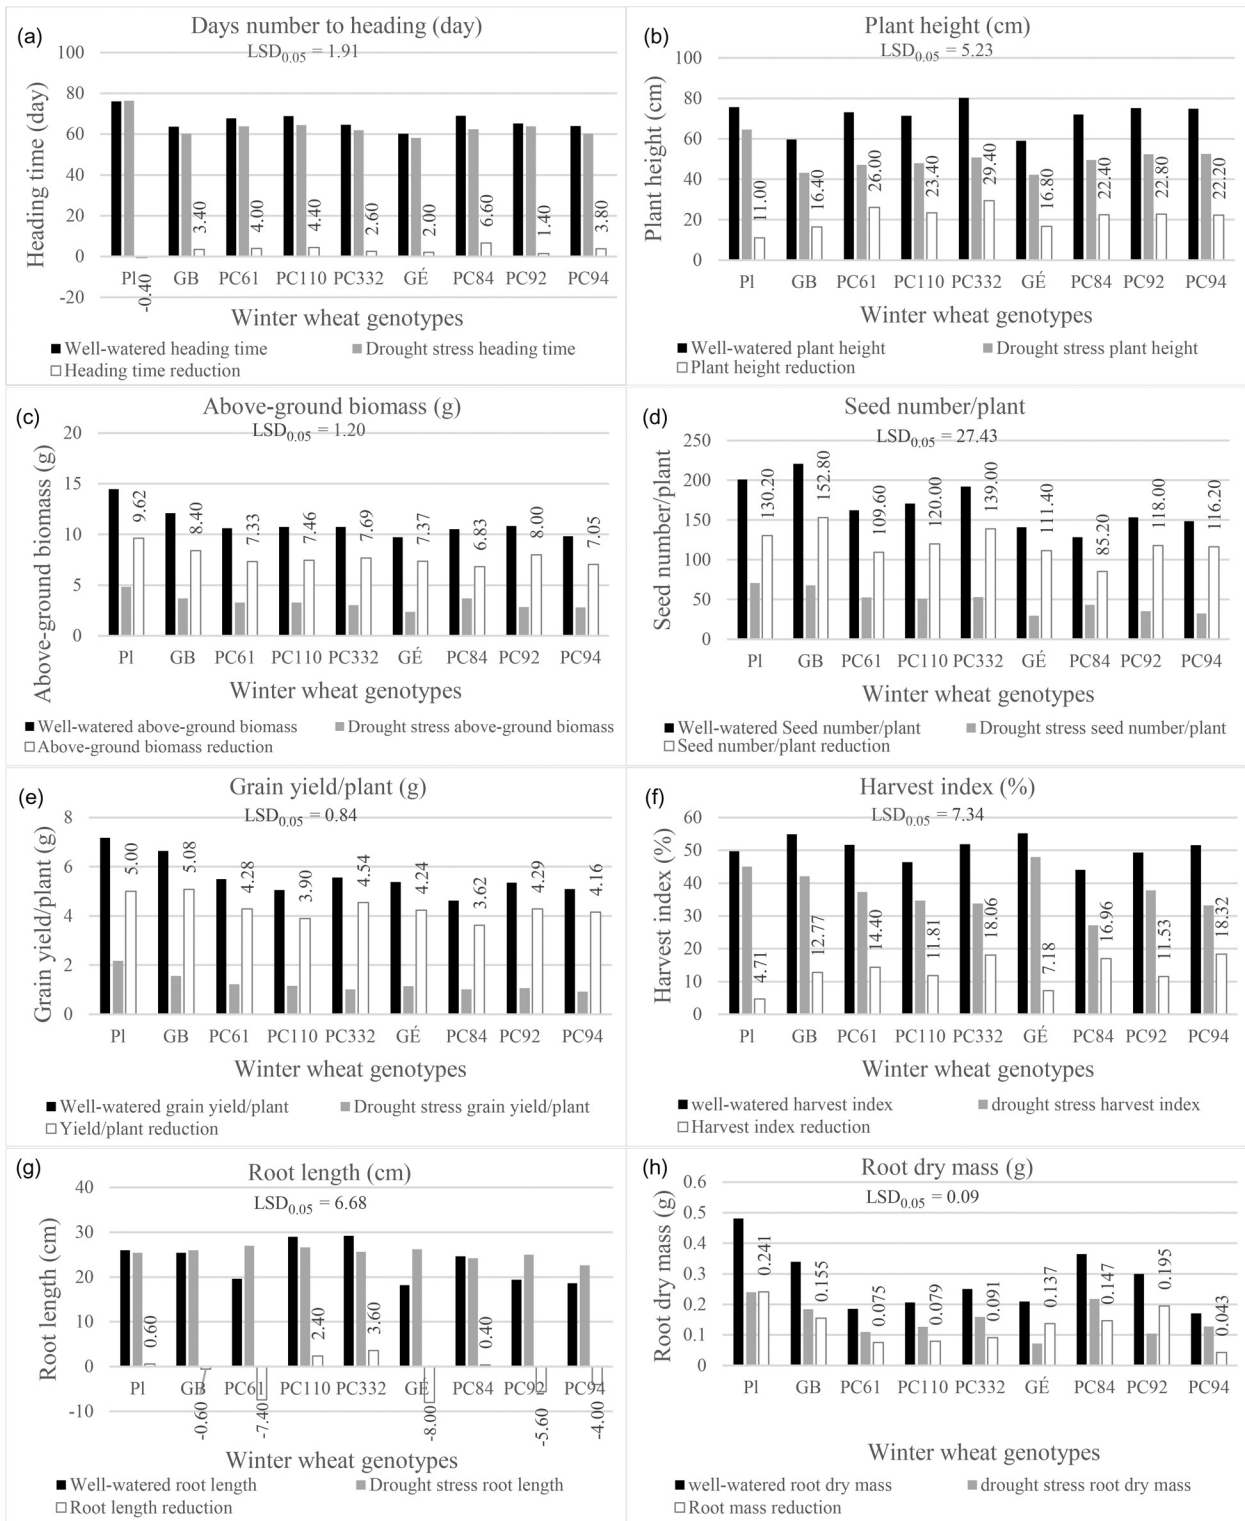 (a)
Days number to heading (day)
LSD0.05 = 1.91
Heading time (day)
100
80
60
40
20
0
-20
-0.40
3.40
4.00
4.40
2.60
2.00
6.60
1.40
3.80
Pl GB PC61 PC110 PC332 GÉ PC84 PC92 PC94
Winter wheat genotypes
Well-watered heading time
Drought stress heading time
Heading time reduction
(b)
Plant height (cm)
LSD0.05 = 5.23
Plant height (cm)
100
80
60
40
20
0
11.00
16.40
26.00
23.40
29.40
16.80
22.40
22.80
22.20
Pl GB PC61 PC110 PC332 GÉ PC84 PC92 PC94
Winter wheat genotypes
Well-watered plant height
Drought stress plant height
Plant height reduction
(c)
Above-ground biomass (g)
LSD0.05 = 1.20
Above-ground biomass (g)
20
15
10
5
0
9.62
8.40
7.33
7.46
7.69
7.37
6.83
8.00
7.05
Pl GB PC61 PC110 PC332 GÉ PC84 PC92 PC94
Winter wheat genotypes
Well-watered above-ground biomass
Drought stress above-ground biomass
Above-ground biomass reduction
(d)
Seed number/plant
LSD0.05 = 27.43
Seed number/plant
250
200
150
100
50
0
130.20
152.80
109.60
120.00
139.00
111.40
85.20
118.00
116.20
Pl GB PC61 PC110 PC332 GÉ PC84 PC92 PC94
Winter wheat genotypes
Well-watered Seed number/plant
Drought stress seed number/plant
Seed number/plant reduction
(e)
Grain yield/plant (g)
LSD0.05 = 0.84
Grain yield/plant (g)
8
6
4
2
0
5.00
5.08
4.28
3.90
4.54
4.24
3.62
4.29
4.16
Pl GB PC61 PC110 PC332 GÉ PC84 PC92 PC94
Winter wheat genotypes
Well-watered grain yield/plant
Drought stress grain yield/plant
Yield/plant reduction
(f)
Harvest index (%)
LSD0.05 = 7.34
Harvest index (%)
60
50
40
30
20
10
0
4.71
12.77
14.40
11.81
18.06
7.18
16.96
11.53
18.32
Pl GB PC61 PC110 PC332 GÉ PC84 PC92 PC94
Winter wheat genotypes
well-watered harvest index
drought stress harvest index
Harvest index reduction
(g)
Root length (cm)
LSD0.05 = 6.68
Root length (cm)
40
30
20
10
0
-10
0.60
-0.60
-7.40
2.40
3.60
-8.00
0.40
-5.60
-4.00
Pl GB PC61 PC110 PC332 GÉ PC84 PC92 PC94
Winter wheat genotypes
Well-watered root length
Drought stress root length
Root length reduction
(h)
Root dry mass (g)
LSD0.05 = 0.09
Root dry mass (g)
0.6
0.5
0.4
0.3
0.2
0.1
0
0.241
0.155
0.075
0.079
0.091
0.137
0.147
0.195
0.043
Pl GB PC61 PC110 PC332 GÉ PC84 PC92 PC94
Winter wheat genotypes
well-watered root dry mass
drought stress root dry mass
Root mass reduction